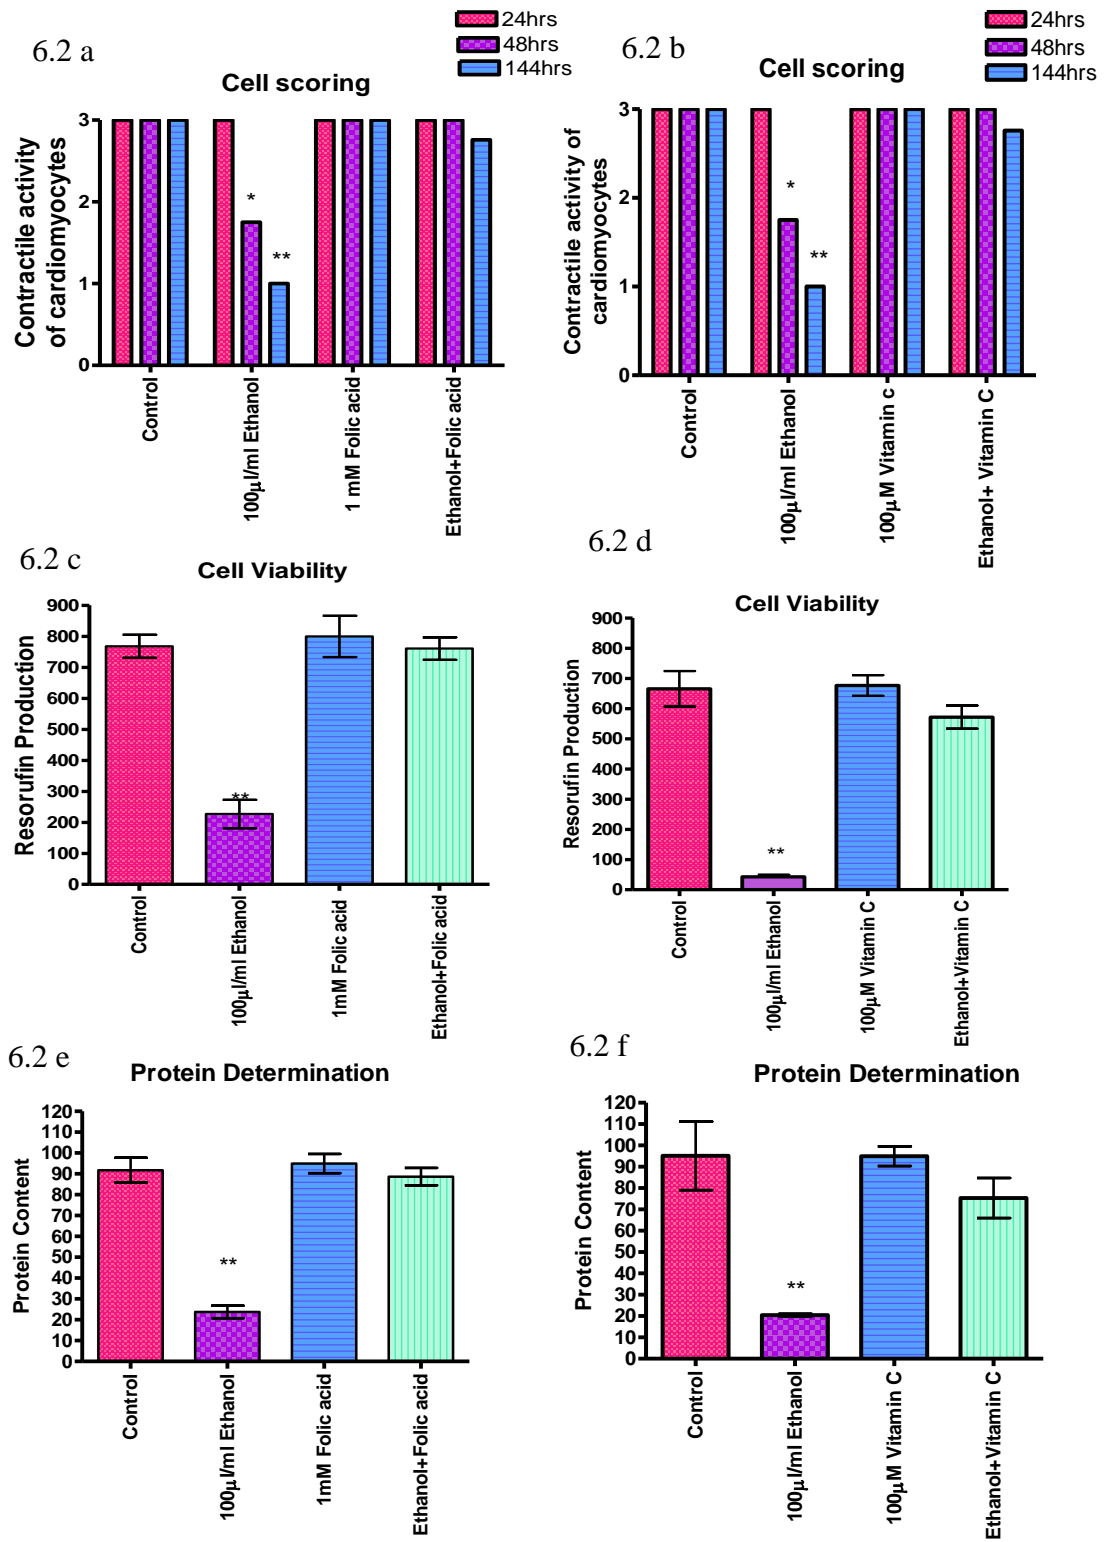 6.2 a
24hrs
48hrs
144hrs
Cell scoring
Contractile activity
of cardiomyocytes
3
2
1
0
*
**
Control
100µl/ml Ethanol
1 mM Folic acid
Ethanol+Folic acid
6.2 b
24hrs
48hrs
144hrs
Cell scoring
Contractile activity of
cardiomyocytes
3
2
1
0
*
**
Control
100µl/ml Ethanol
100µM Vitamin c
Ethanol+ Vitamin C
6.2 c
Cell Viability
Resorufin Production
900
800
700
600
500
400
300
200
100
0
**
Control
100µl/ml Ethanol
1mM Folic acid
Ethanol+Folic acid
6.2 d
Cell Viability
Resorufin Production
900
800
700
600
500
400
300
200
100
0
**
Control
100µl/ml Ethanol
100µM Vitamin C
Ethanol+Vitamin C
6.2 e
Protein Determination
Protein Content
120
110
100
90
80
70
60
50
40
30
20
10
0
**
Control
100µl/ml Ethanol
1mM Folic acid
Ethanol+Folic acid
6.2 f
Protein Determination
Protein Content
120
110
100
90
80
70
60
50
40
30
20
10
0
**
Control
100µl/ml Ethanol
100µM Vitamin C
Ethanol+Vitamin C